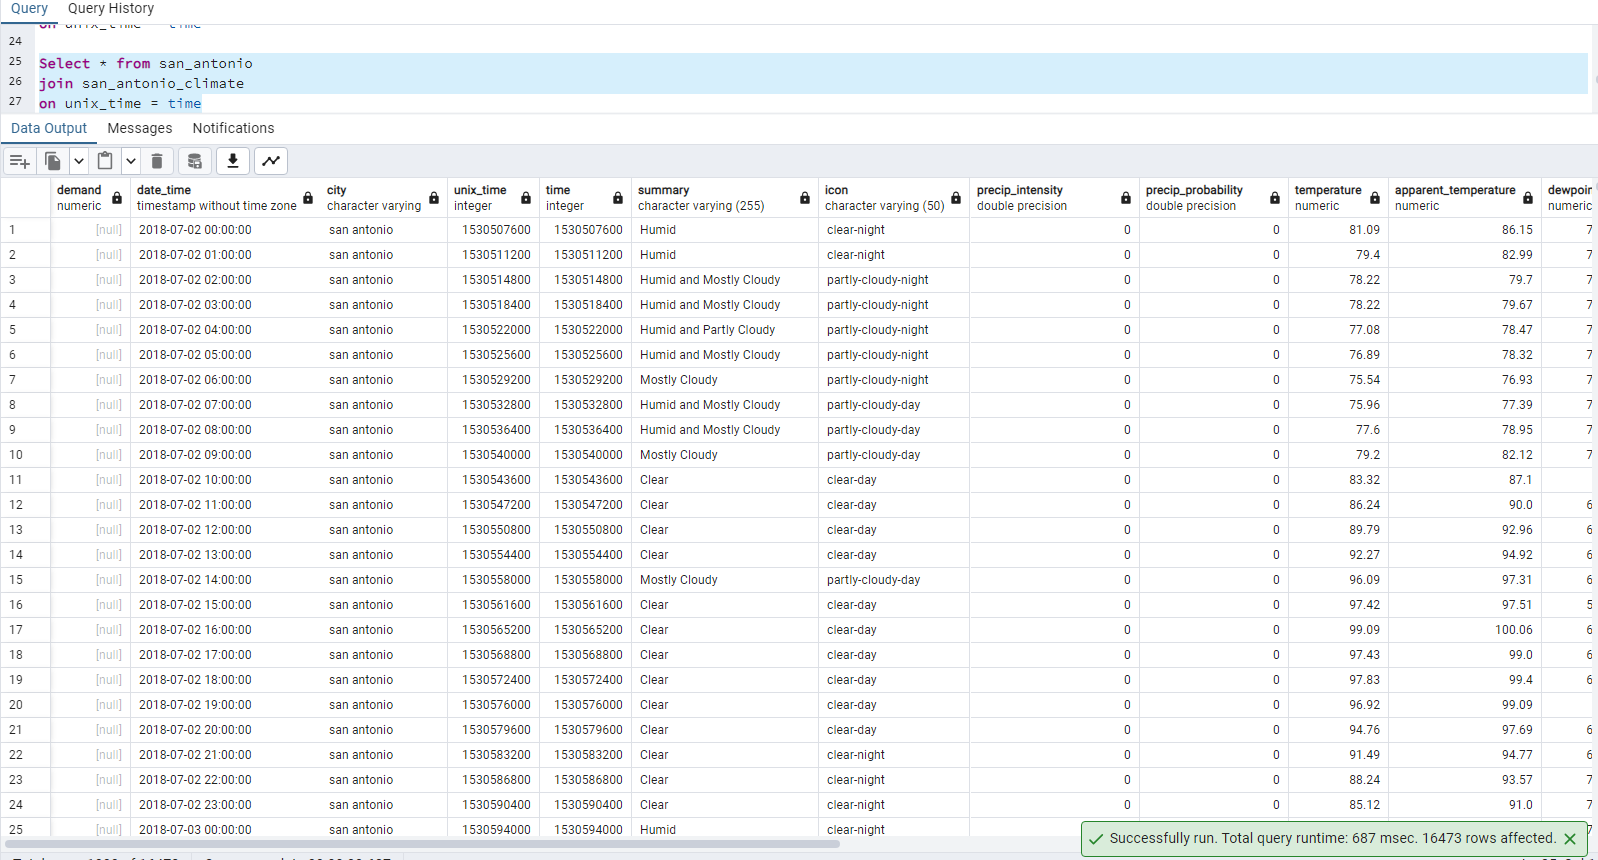 Query Query History
24
25 Select * from san_antonio
26 join san_antonio_climate
27 on unix_time = time
Data Output Messages Notifications
demand date_time city unix_time time summary icon precip_intensity precip_probability temperature apparent_temperature
numeric timestamp without time zone character varying integer integer character varying (255) character varying (50) double precision double precision numeric numeric numeric
1 [null] 2018-07-02 00:00:00 san antonio 1530507600 1530507600 Humid clear-night 0 0 81.09 86.15 7
2 [null] 2018-07-02 01:00:00 san antonio 1530511200 1530511200 Humid clear-night 0 0 79.4 82.99 7
3 [null] 2018-07-02 02:00:00 san antonio 1530514800 1530514800 Humid and Mostly Cloudy partly-cloudy-night 0 0 78.22 79.7 7
4 [null] 2018-07-02 03:00:00 san antonio 1530518400 1530518400 Humid and Mostly Cloudy partly-cloudy-night 0 0 78.22 79.67 7
5 [null] 2018-07-02 04:00:00 san antonio 1530522000 1530522000 Humid and Partly Cloudy partly-cloudy-night 0 0 77.08 78.47 7
6 [null] 2018-07-02 05:00:00 san antonio 1530525600 1530525600 Humid and Mostly Cloudy partly-cloudy-night 0 0 76.89 78.32 7
7 [null] 2018-07-02 06:00:00 san antonio 1530529200 1530529200 Mostly Cloudy partly-cloudy-night 0 0 75.54 76.93 7
8 [null] 2018-07-02 07:00:00 san antonio 1530532800 1530532800 Humid and Mostly Cloudy partly-cloudy-day 0 0 75.96 77.39 7
9 [null] 2018-07-02 08:00:00 san antonio 1530536400 1530536400 Humid and Mostly Cloudy partly-cloudy-day 0 0 77.6 78.95 7
10 [null] 2018-07-02 09:00:00 san antonio 1530540000 1530540000 Mostly Cloudy partly-cloudy-day 0 0 79.2 82.12 7
11 [null] 2018-07-02 10:00:00 san antonio 1530543600 1530543600 Clear clear-day 0 0 83.32 87.1
12 [null] 2018-07-02 11:00:00 san antonio 1530547200 1530547200 Clear clear-day 0 0 86.24 90.0 6
13 [null] 2018-07-02 12:00:00 san antonio 1530550800 1530550800 Clear clear-day 0 0 89.79 92.96 6
14 [null] 2018-07-02 13:00:00 san antonio 1530554400 1530554400 Clear clear-day 0 0 92.27 94.92 6
15 [null] 2018-07-02 14:00:00 san antonio 1530558000 1530558000 Mostly Cloudy partly-cloudy-day 0 0 96.09 97.31 6
16 [null] 2018-07-02 15:00:00 san antonio 1530561600 1530561600 Clear clear-day 0 0 97.42 97.51 5
17 [null] 2018-07-02 16:00:00 san antonio 1530565200 1530565200 Clear clear-day 0 0 99.09 100.06 6
18 [null] 2018-07-02 17:00:00 san antonio 1530568800 1530568800 Clear clear-day 0 0 97.43 99.0 6
19 [null] 2018-07-02 18:00:00 san antonio 1530572400 1530572400 Clear clear-day 0 0 97.83 99.4 6
20 [null] 2018-07-02 19:00:00 san antonio 1530576000 1530576000 Clear clear-day 0 0 96.92 99.09
21 [null] 2018-07-02 20:00:00 san antonio 1530579600 1530579600 Clear clear-day 0 0 94.76 97.69 6
22 [null] 2018-07-02 21:00:00 san antonio 1530583200 1530583200 Clear clear-night 0 0 91.49 94.77 6
23 [null] 2018-07-02 22:00:00 san antonio 1530586800 1530586800 Clear clear-night 0 0 88.24 93.57 7
24 [null] 2018-07-02 23:00:00 san antonio 1530590400 1530590400 Clear clear-night 0 0 85.12 91.0 7
25 [null] 2018-07-03 00:00:00 san antonio 1530594000 1530594000 Humid clear-night
Successfully run. Total query runtime: 687 msec. 16473 rows affected.